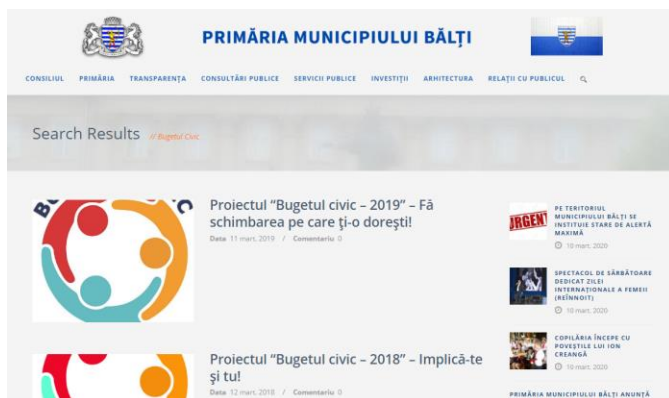 PRIMĂRIA MUNICIPIULUI BĂLȚI
CONSILIUL PRIMĂRIA TRANSPARENȚA CONSULTĂRI PUBLICE SERVICII PUBLICE INVESTIȚII ARHITECTURA RELAȚII CU PUBLICUL
Search Results // Bugetul Civic
Proiectul “Bugetul civic – 2019” – Fă
schimbarea pe care ți-o dorești!
Data 11 mart, 2019 / Comentariu 0
Proiectul “Bugetul civic – 2018” – Implică-te
și tu!
Data 12 mart, 2018 / Comentariu 0
URGENT
PE TERITORIUL
MUNICIPIULUI BĂLȚI SE
INSTITUIE STARE DE ALERTĂ
MAXIMĂ
10 mart, 2020
SPECTACOL DE SĂRBĂTOARE
DEDICAT ZILEI
INTERNAȚIONALE A FEMEII
(REÎNNOIT)
10 mart, 2020
COPILĂRIA ÎNCEPE CU
POVEȘTILE LUI ION
CREANGĂ
10 mart, 2020
PRIMĂRIA MUNICIPIULUI BĂLȚI ANUNȚĂ